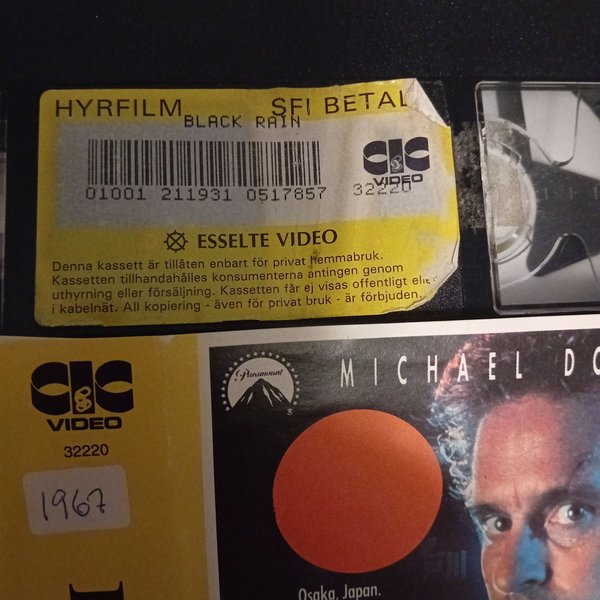 HYRFILM SFI BETAL
BLACK RAIN
CIC
VIDEO
01001 211931 0517857 32220
ESSELTE VIDEO
Denna kassett är tillåten enbart för privat hemmabruk.
Kassetten tillhandahålles konsumenterna antingen genom
uthyrning eller försäljning. Kassetten får ej visas offentligt eller
i kabelnät. All kopiering - även för privat bruk - är förbjuden.
CIC
VIDEO
32220
1967
Paramount
MICHAEL DO
Osaka, Japan.